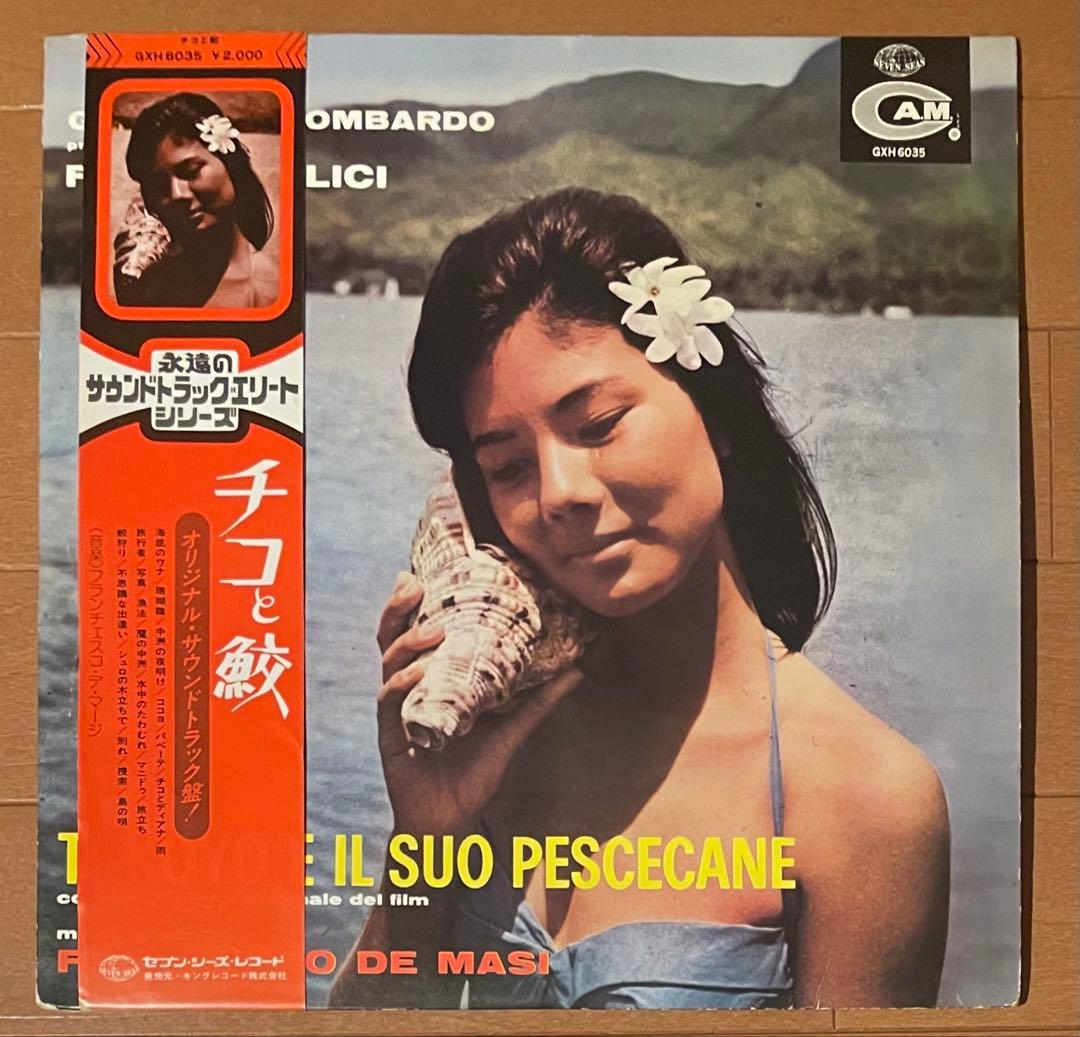 チコと鮫
GXH 6035 ¥2,000
永遠の
サウンドトラック・エリート
シリーズ
チコと鮫
オリジナル・サウンドトラック盤!
海底のワナ/珊瑚礁/中洲の夜明け/ココヨ/パペーテ/チコとディアナ/雨
旅行者/写真/漁法/魔の中洲/水中のたわむれ/マニドゥ/旅立ち
鮫狩り/不思議な出遭い/シュロの木立ちで/別れ/捜索/島の唄
(音楽)フランチェスコ・デ・マージ
SEVEN SEAS
セブン・シーズ・レコード
発売元・キングレコード株式会社
G OMBARDO
pr
F LICI
SEVEN SEAS
CAM
GXH 6035
T E IL SUO PESCECANE
co nale del film
m
F O DE MASI